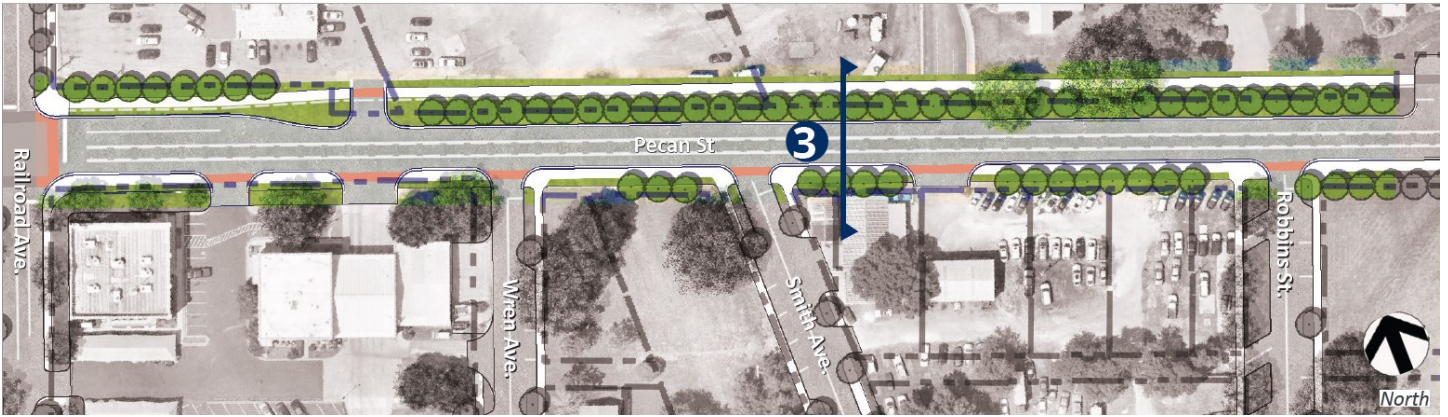 Pecan St
3
Railroad Ave.
Wren Ave.
Smith Ave.
Robbins St.
North